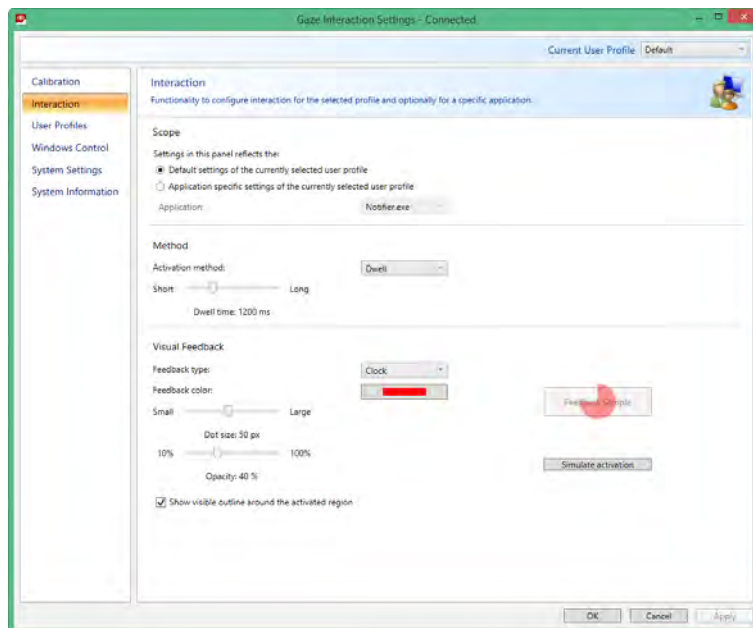 Gaze Interaction Settings - Connected
Current User Profile Default
Calibration
Interaction
User Profiles
Windows Control
System Settings
System Information
Interaction
Functionality to configure interaction for the selected profile and optionally for a specific application.
Scope
Settings in this panel reflects the:
Default settings of the currently selected user profile
Application specific settings of the currently selected user profile
Application: Notifier.exe
Method
Activation method: Dwell
Short Long
Dwell time: 1200 ms
Visual Feedback
Feedback type: Clock
Feedback color:
Feedback Sample
Small Large
Dot size: 50 px
10% 100%
Simulate activation
Opacity: 40 %
Show visible outline around the activated region
OK Cancel Apply